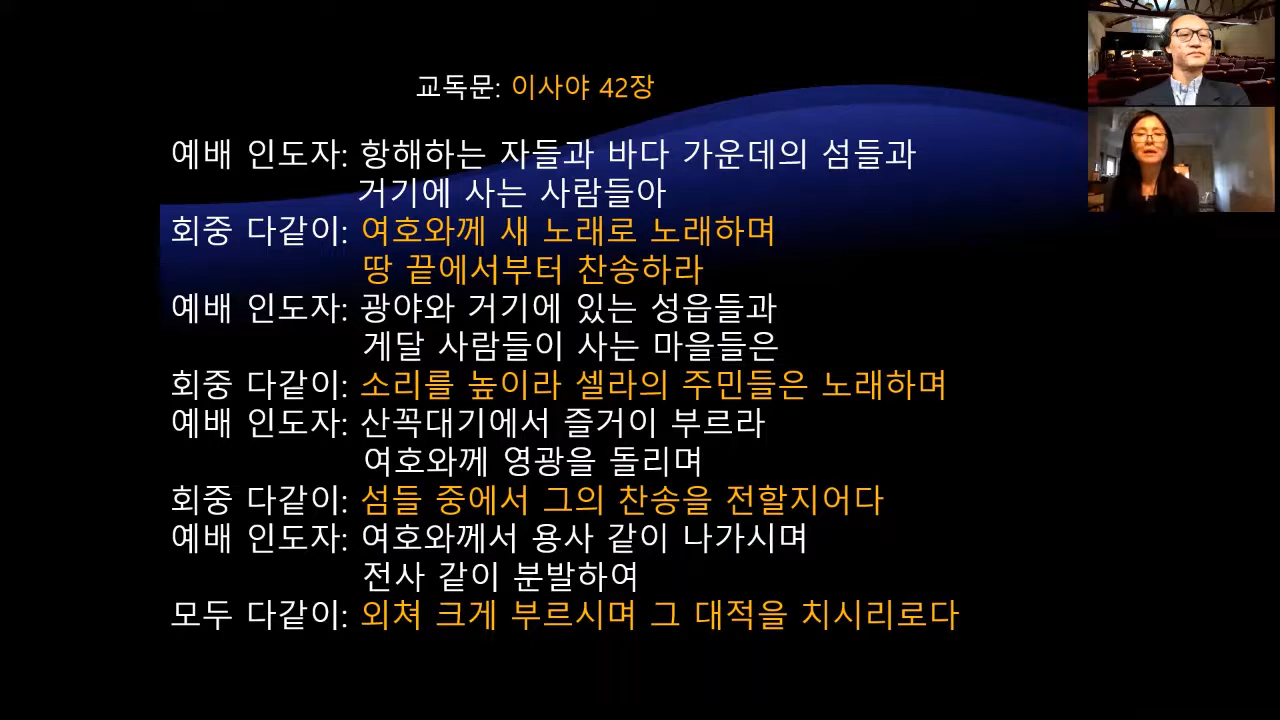 교독문: 이사야 42장
예배 인도자: 항해하는 자들과 바다 가운데의 섬들과
거기에 사는 사람들아
회중 다같이: 여호와께 새 노래로 노래하며
땅 끝에서부터 찬송하라
예배 인도자: 광야와 거기에 있는 성읍들과
게달 사람들이 사는 마을들은
회중 다같이: 소리를 높이라 셀라의 주민들은 노래하며
예배 인도자: 산꼭대기에서 즐거이 부르라
여호와께 영광을 돌리며
회중 다같이: 섬들 중에서 그의 찬송을 전할지어다
예배 인도자: 여호와께서 용사 같이 나가시며
전사 같이 분발하여
모두 다같이: 외쳐 크게 부르시며 그 대적을 치시리로다